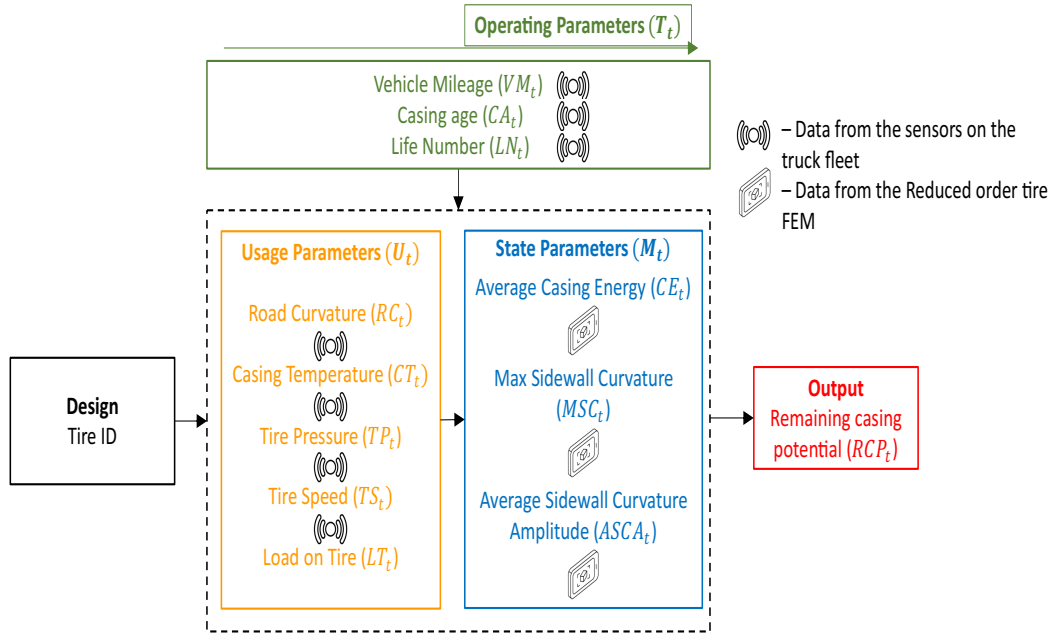 Operating Parameters (T_t)
Vehicle Mileage (VM_t)
Casing age (CA_t)
Life Number (LN_t)
– Data from the sensors on the
truck fleet
– Data from the Reduced order tire
FEM
Design
Tire ID
Usage Parameters (U_t)
Road Curvature (RC_t)
Casing Temperature (CT_t)
Tire Pressure (TP_t)
Tire Speed (TS_t)
Load on Tire (LT_t)
State Parameters (M_t)
Average Casing Energy (CE_t)
Max Sidewall Curvature
(MSC_t)
Average Sidewall Curvature
Amplitude (ASCA_t)
Output
Remaining casing
potential (RCP_t)